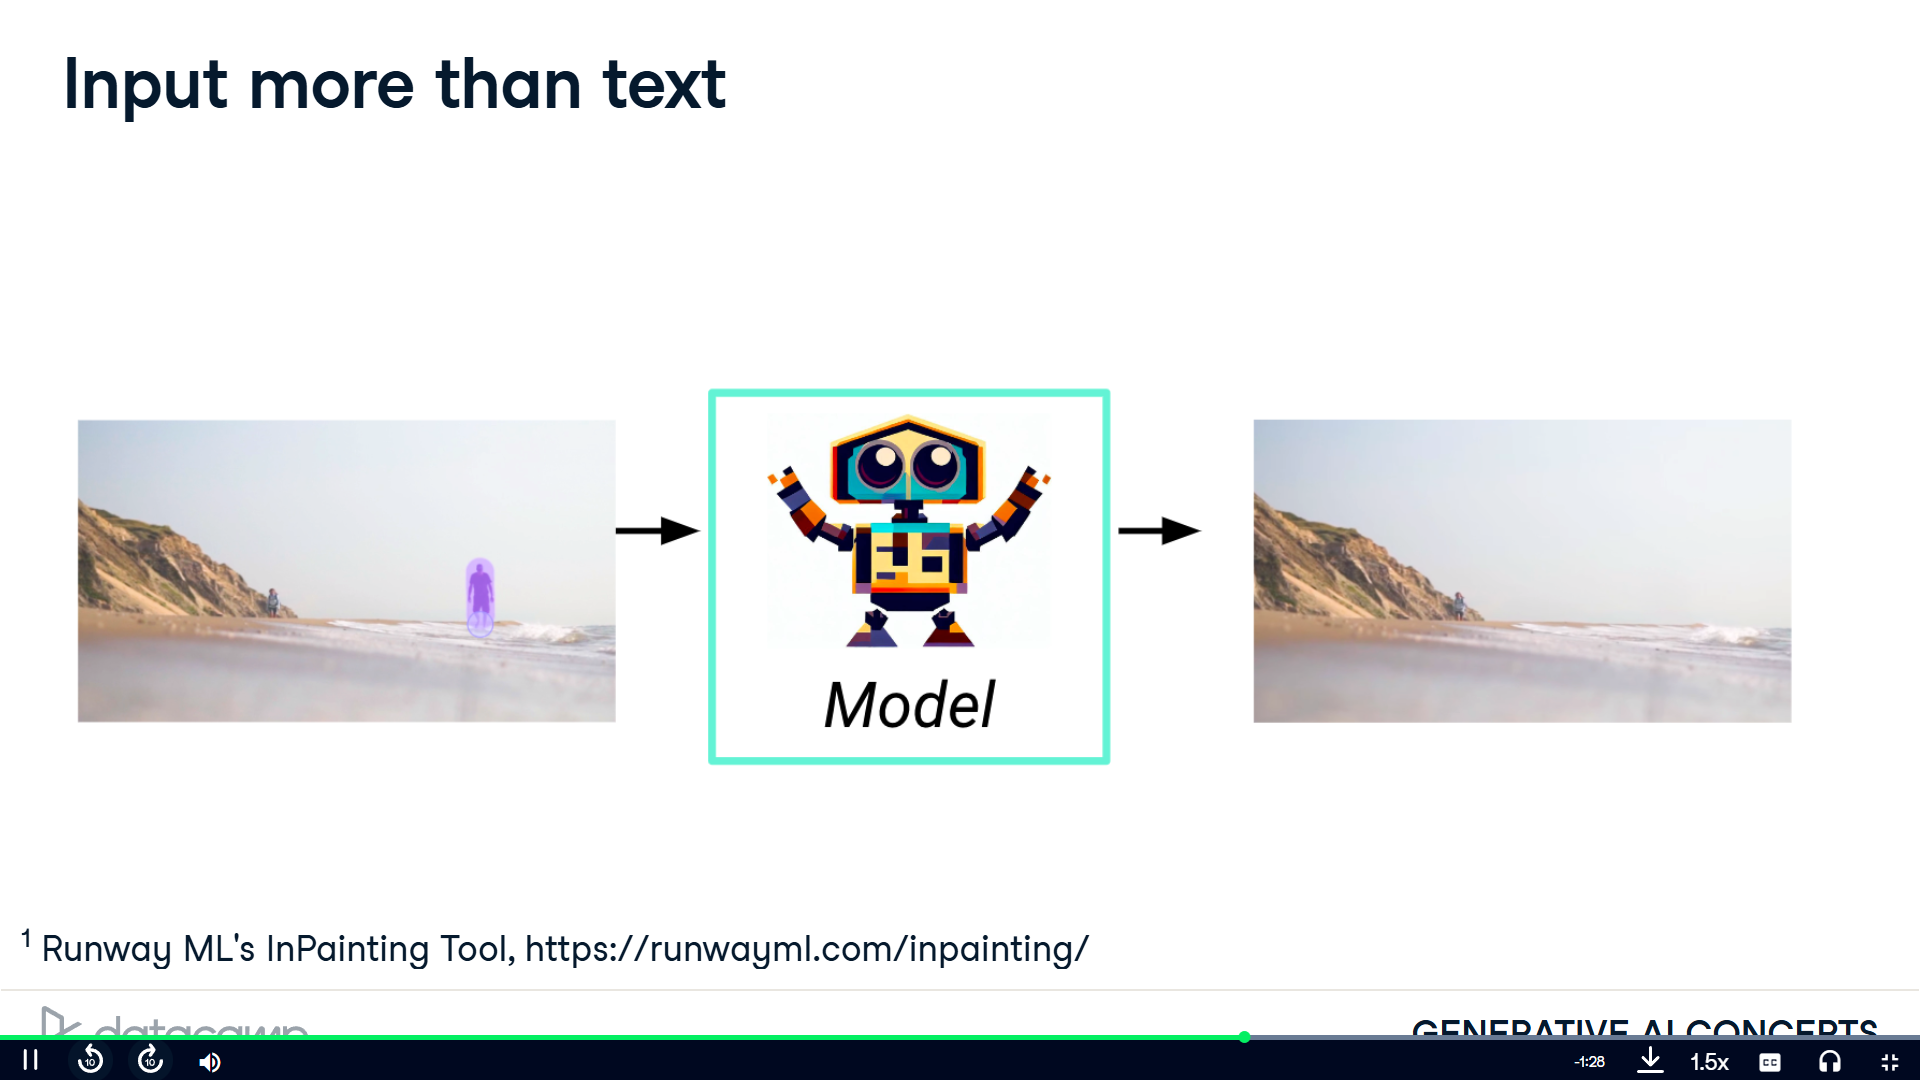 Input more than text
Model
1 Runway ML's InPainting Tool, https://runwayml.com/inpainting/
datacamp
GENERATIVE AI CONCEPTS
10
10
-1:28
1.5x
CC